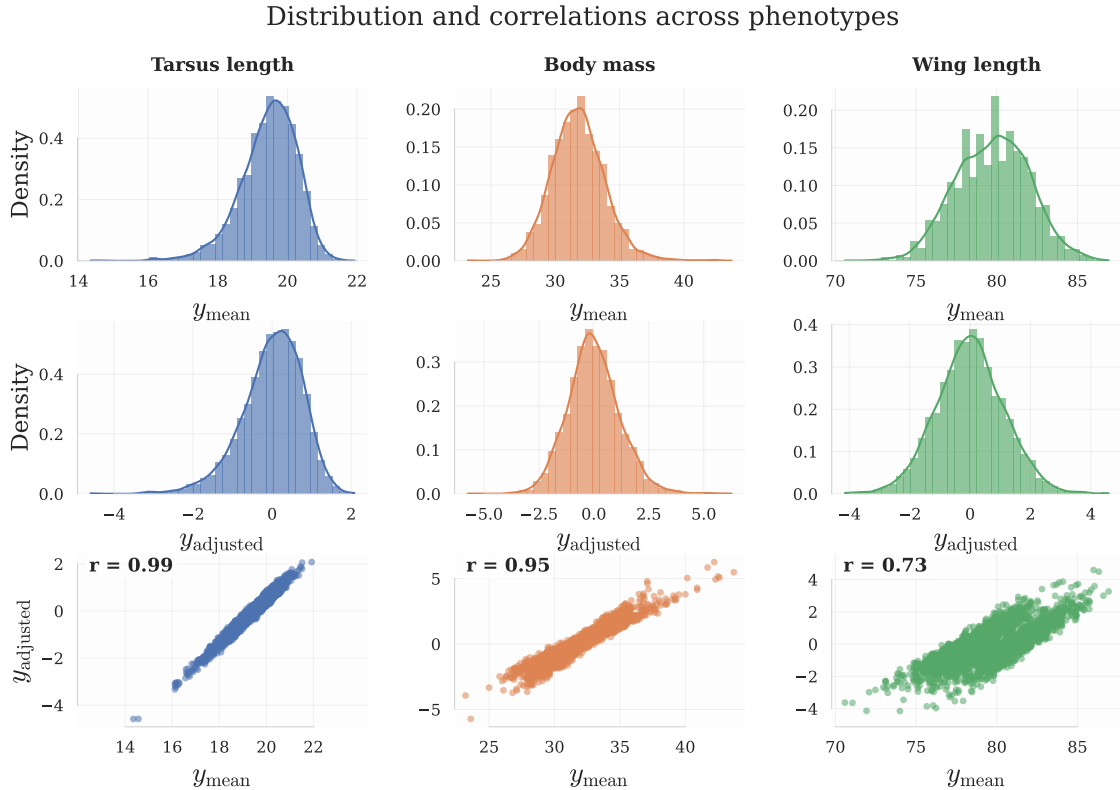 Distribution and correlations across phenotypes
Tarsus length Body mass Wing length
Density
0.4
0.2
0.0
14 16 18 20 22
y_mean
0.20
0.15
0.10
0.05
0.00
25 30 35 40
y_mean
0.20
0.15
0.10
0.05
0.00
70 75 80 85
y_mean
Density
0.4
0.2
0.0
−4 −2 0 2
y_adjusted
0.3
0.2
0.1
0.0
−5.0 −2.5 0.0 2.5 5.0
y_adjusted
0.4
0.3
0.2
0.1
0.0
−4 −2 0 2 4
y_adjusted
y_adjusted
r = 0.99
2
0
−2
−4
14 16 18 20 22
y_mean
r = 0.95
5
0
−5
25 30 35 40
y_mean
r = 0.73
4
2
0
−2
−4
70 75 80 85
y_mean